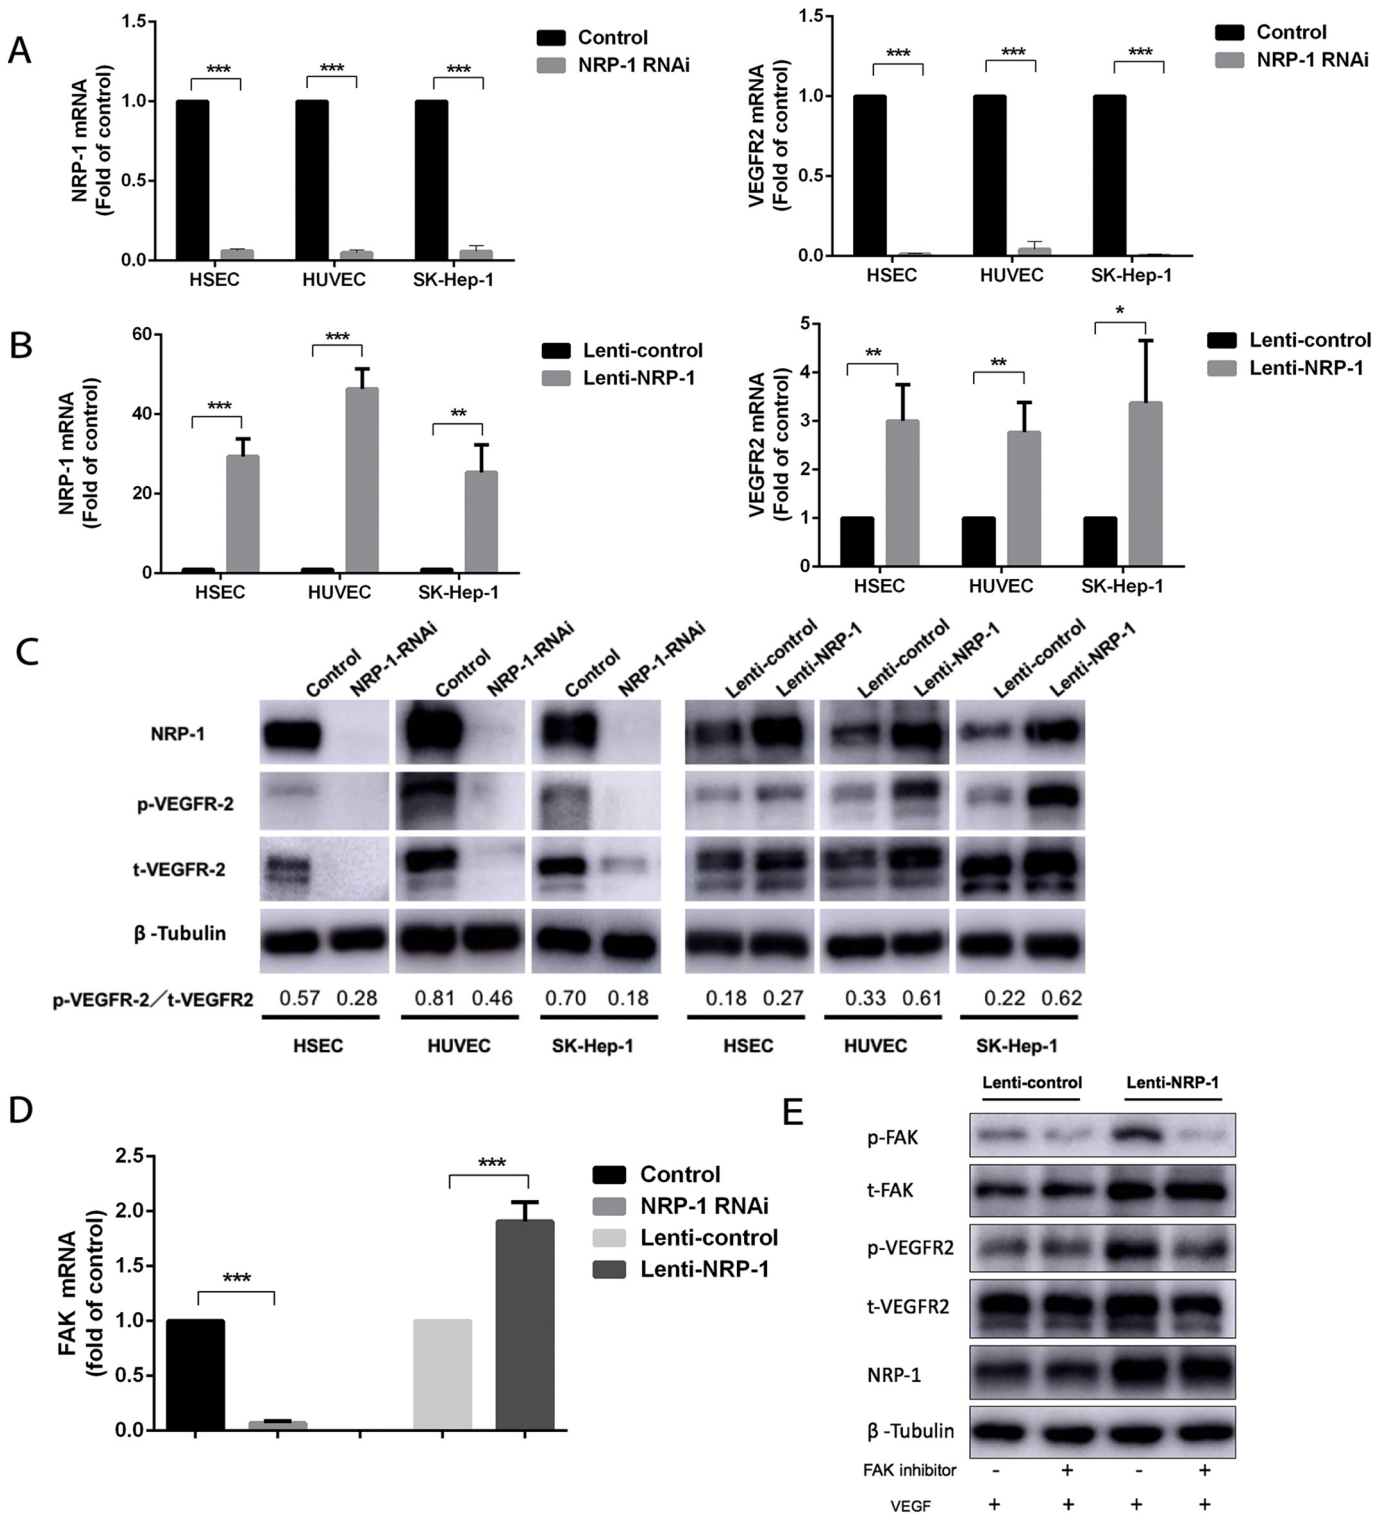 A
NRP-1 mRNA
(Fold of control)
1.5
1.0
0.5
0.0
***
***
***
HSEC
HUVEC
SK-Hep-1
Control
NRP-1 RNAi
VEGFR2 mRNA
(Fold of control)
1.5
1.0
0.5
0.0
***
***
***
HSEC
HUVEC
SK-Hep-1
Control
NRP-1 RNAi
B
NRP-1 mRNA
(Fold of control)
60
40
20
0
***
***
**
HSEC
HUVEC
SK-Hep-1
Lenti-control
Lenti-NRP-1
VEGFR2 mRNA
(Fold of control)
5
4
3
2
1
0
**
**
*
HSEC
HUVEC
SK-Hep-1
Lenti-control
Lenti-NRP-1
C
Control
NRP-1-RNAi
Control
NRP-1-RNAi
Control
NRP-1-RNAi
Lenti-control
Lenti-NRP-1
Lenti-control
Lenti-NRP-1
Lenti-control
Lenti-NRP-1
NRP-1
p-VEGFR-2
t-VEGFR-2
β -Tubulin
p-VEGFR-2／t-VEGFR2 0.57 0.28 0.81 0.46 0.70 0.18 0.18 0.27 0.33 0.61 0.22 0.62
HSEC HUVEC SK-Hep-1 HSEC HUVEC SK-Hep-1
D
FAK mRNA
(fold of control)
2.5
2.0
1.5
1.0
0.5
0.0
***
***
Control
NRP-1 RNAi
Lenti-control
Lenti-NRP-1
E
Lenti-control Lenti-NRP-1
p-FAK
t-FAK
p-VEGFR2
t-VEGFR2
NRP-1
β -Tubulin
FAK inhibitor - + - +
VEGF + + + +